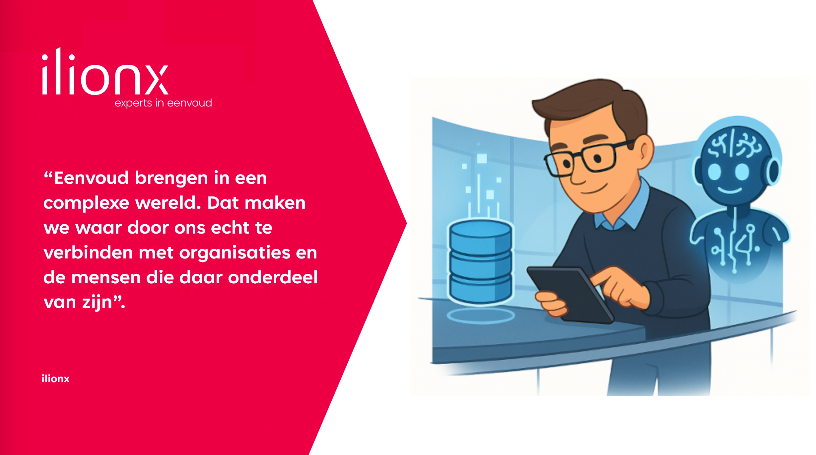 ilionx
experts in eenvoud
“Eenvoud brengen in een
complexe wereld. Dat maken
we waar door ons echt te
verbinden met organisaties en
de mensen die daar onderdeel
van zijn”.
ilionx